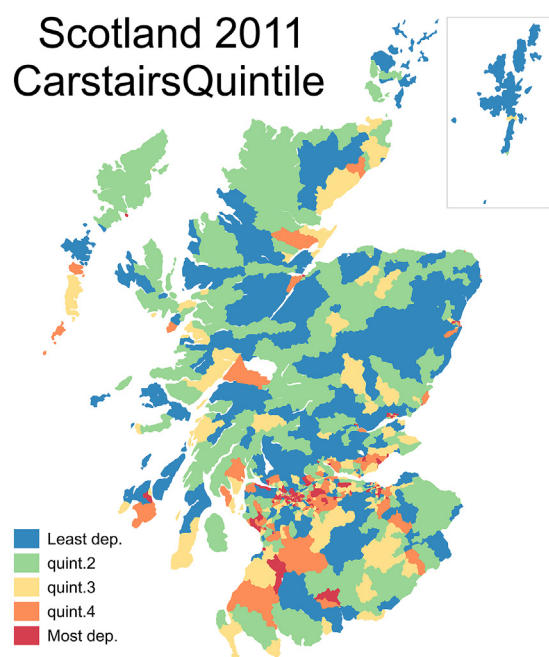 Scotland 2011
CarstairsQuintile
Least dep.
quint.2
quint.3
quint.4
Most dep.